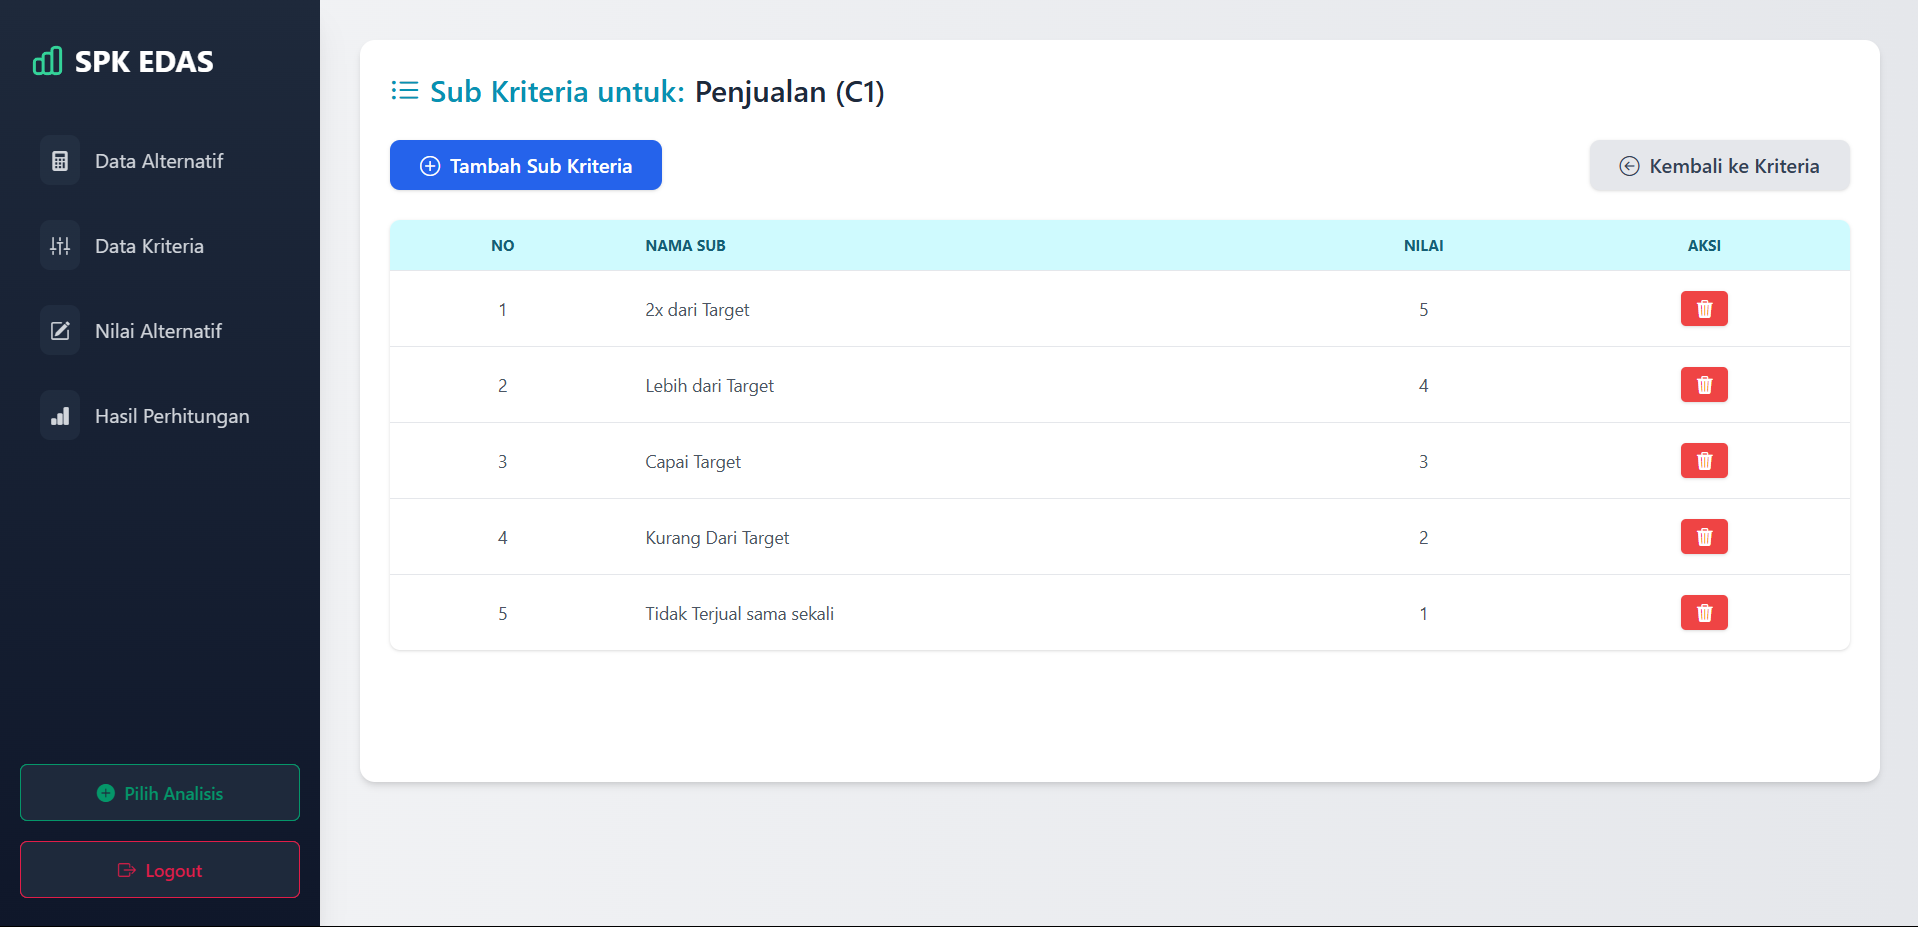 SPK EDAS
Data Alternatif
Data Kriteria
Nilai Alternatif
Hasil Perhitungan
Pilih Analisis
Logout
Sub Kriteria untuk: Penjualan (C1)
Tambah Sub Kriteria
Kembali ke Kriteria
NO NAMA SUB NILAI AKSI
1 2x dari Target 5
2 Lebih dari Target 4
3 Capai Target 3
4 Kurang Dari Target 2
5 Tidak Terjual sama sekali 1